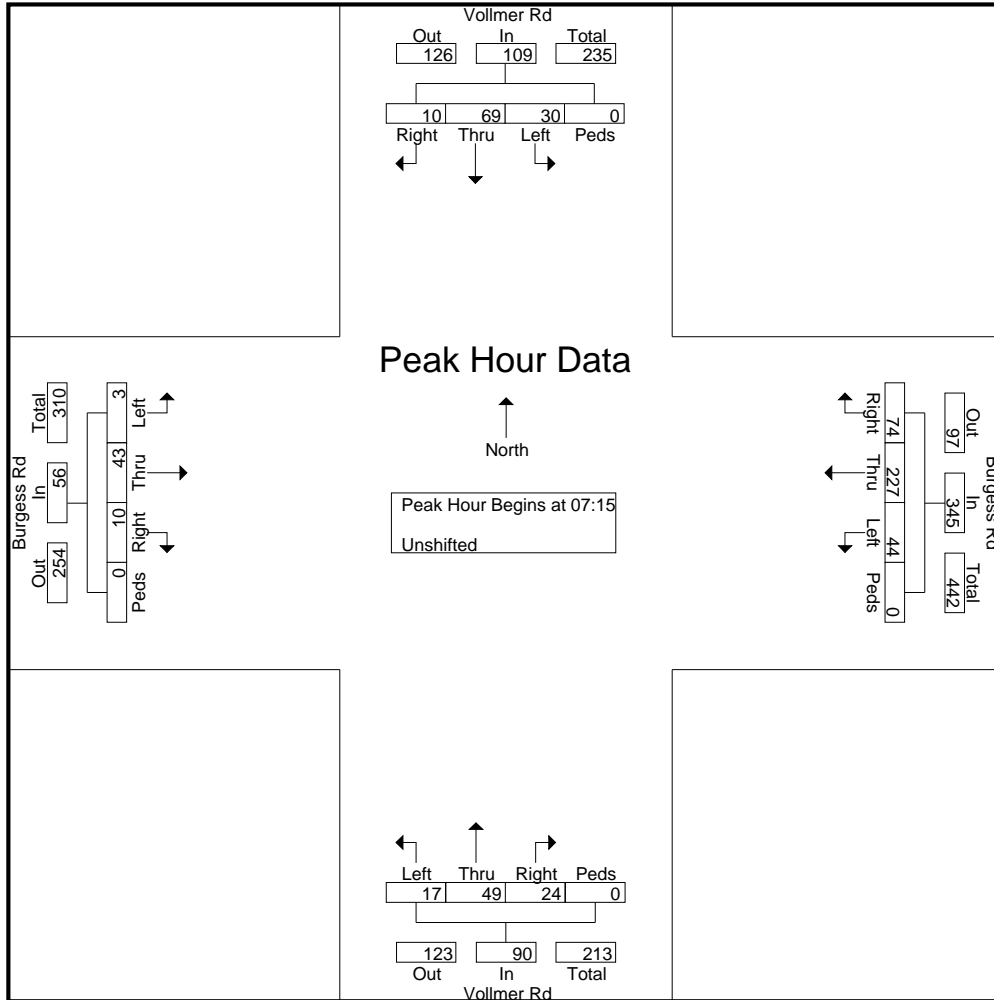 Vollmer Rd
Out In Total
126 109 235
10 69 30 0
Right Thru Left Peds
Peak Hour Data
North
Peak Hour Begins at 07:15
Unshifted
Burgess Rd
Total In Out
310 56 254
3 43 10 0
Left Thru Right Peds
Right Thru Left Peds
74 227 44 0
Out In Total
97 345 442
Burgess Rd
Left Thru Right Peds
17 49 24 0
123 90 213
Out In Total
Vollmer Rd